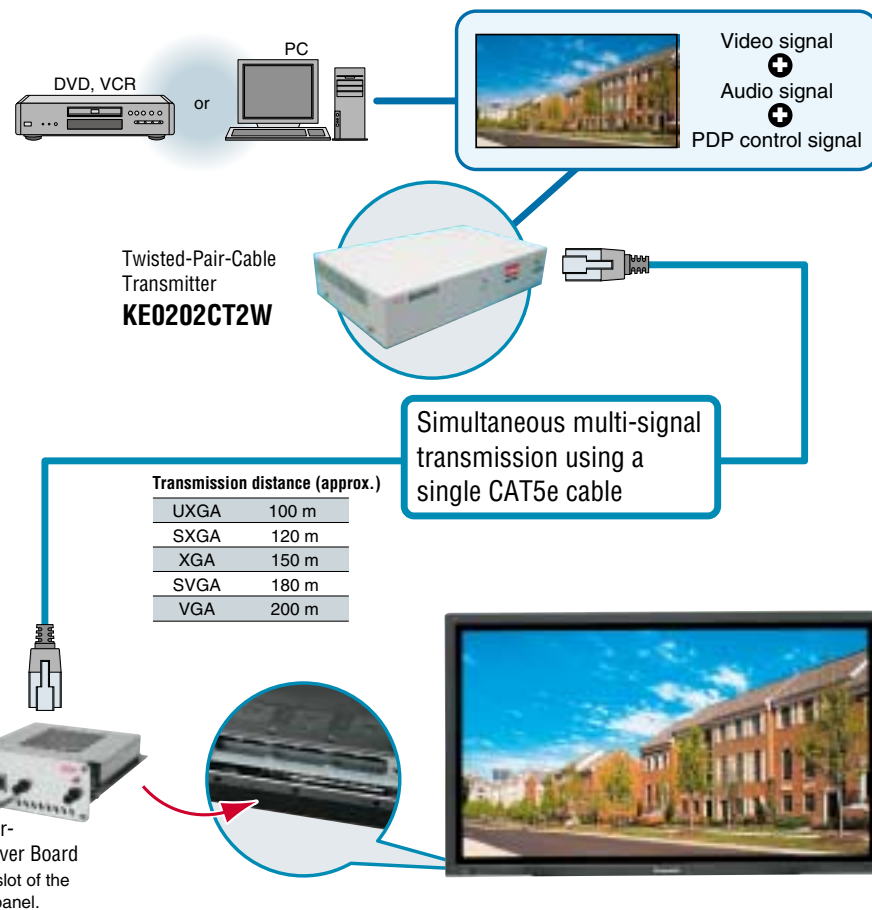 PC
DVD, VCR
or
Video signal
Audio signal
PDP control signal
Twisted-Pair-Cable
Transmitter
KE0202CT2W
Simultaneous multi-signal
transmission using a
single CAT5e cable
Transmission distance (approx.)
UXGA 100 m
SXGA 120 m
XGA 150 m
SVGA 180 m
VGA 200 m
r-
ver Board
slot of the
panel.